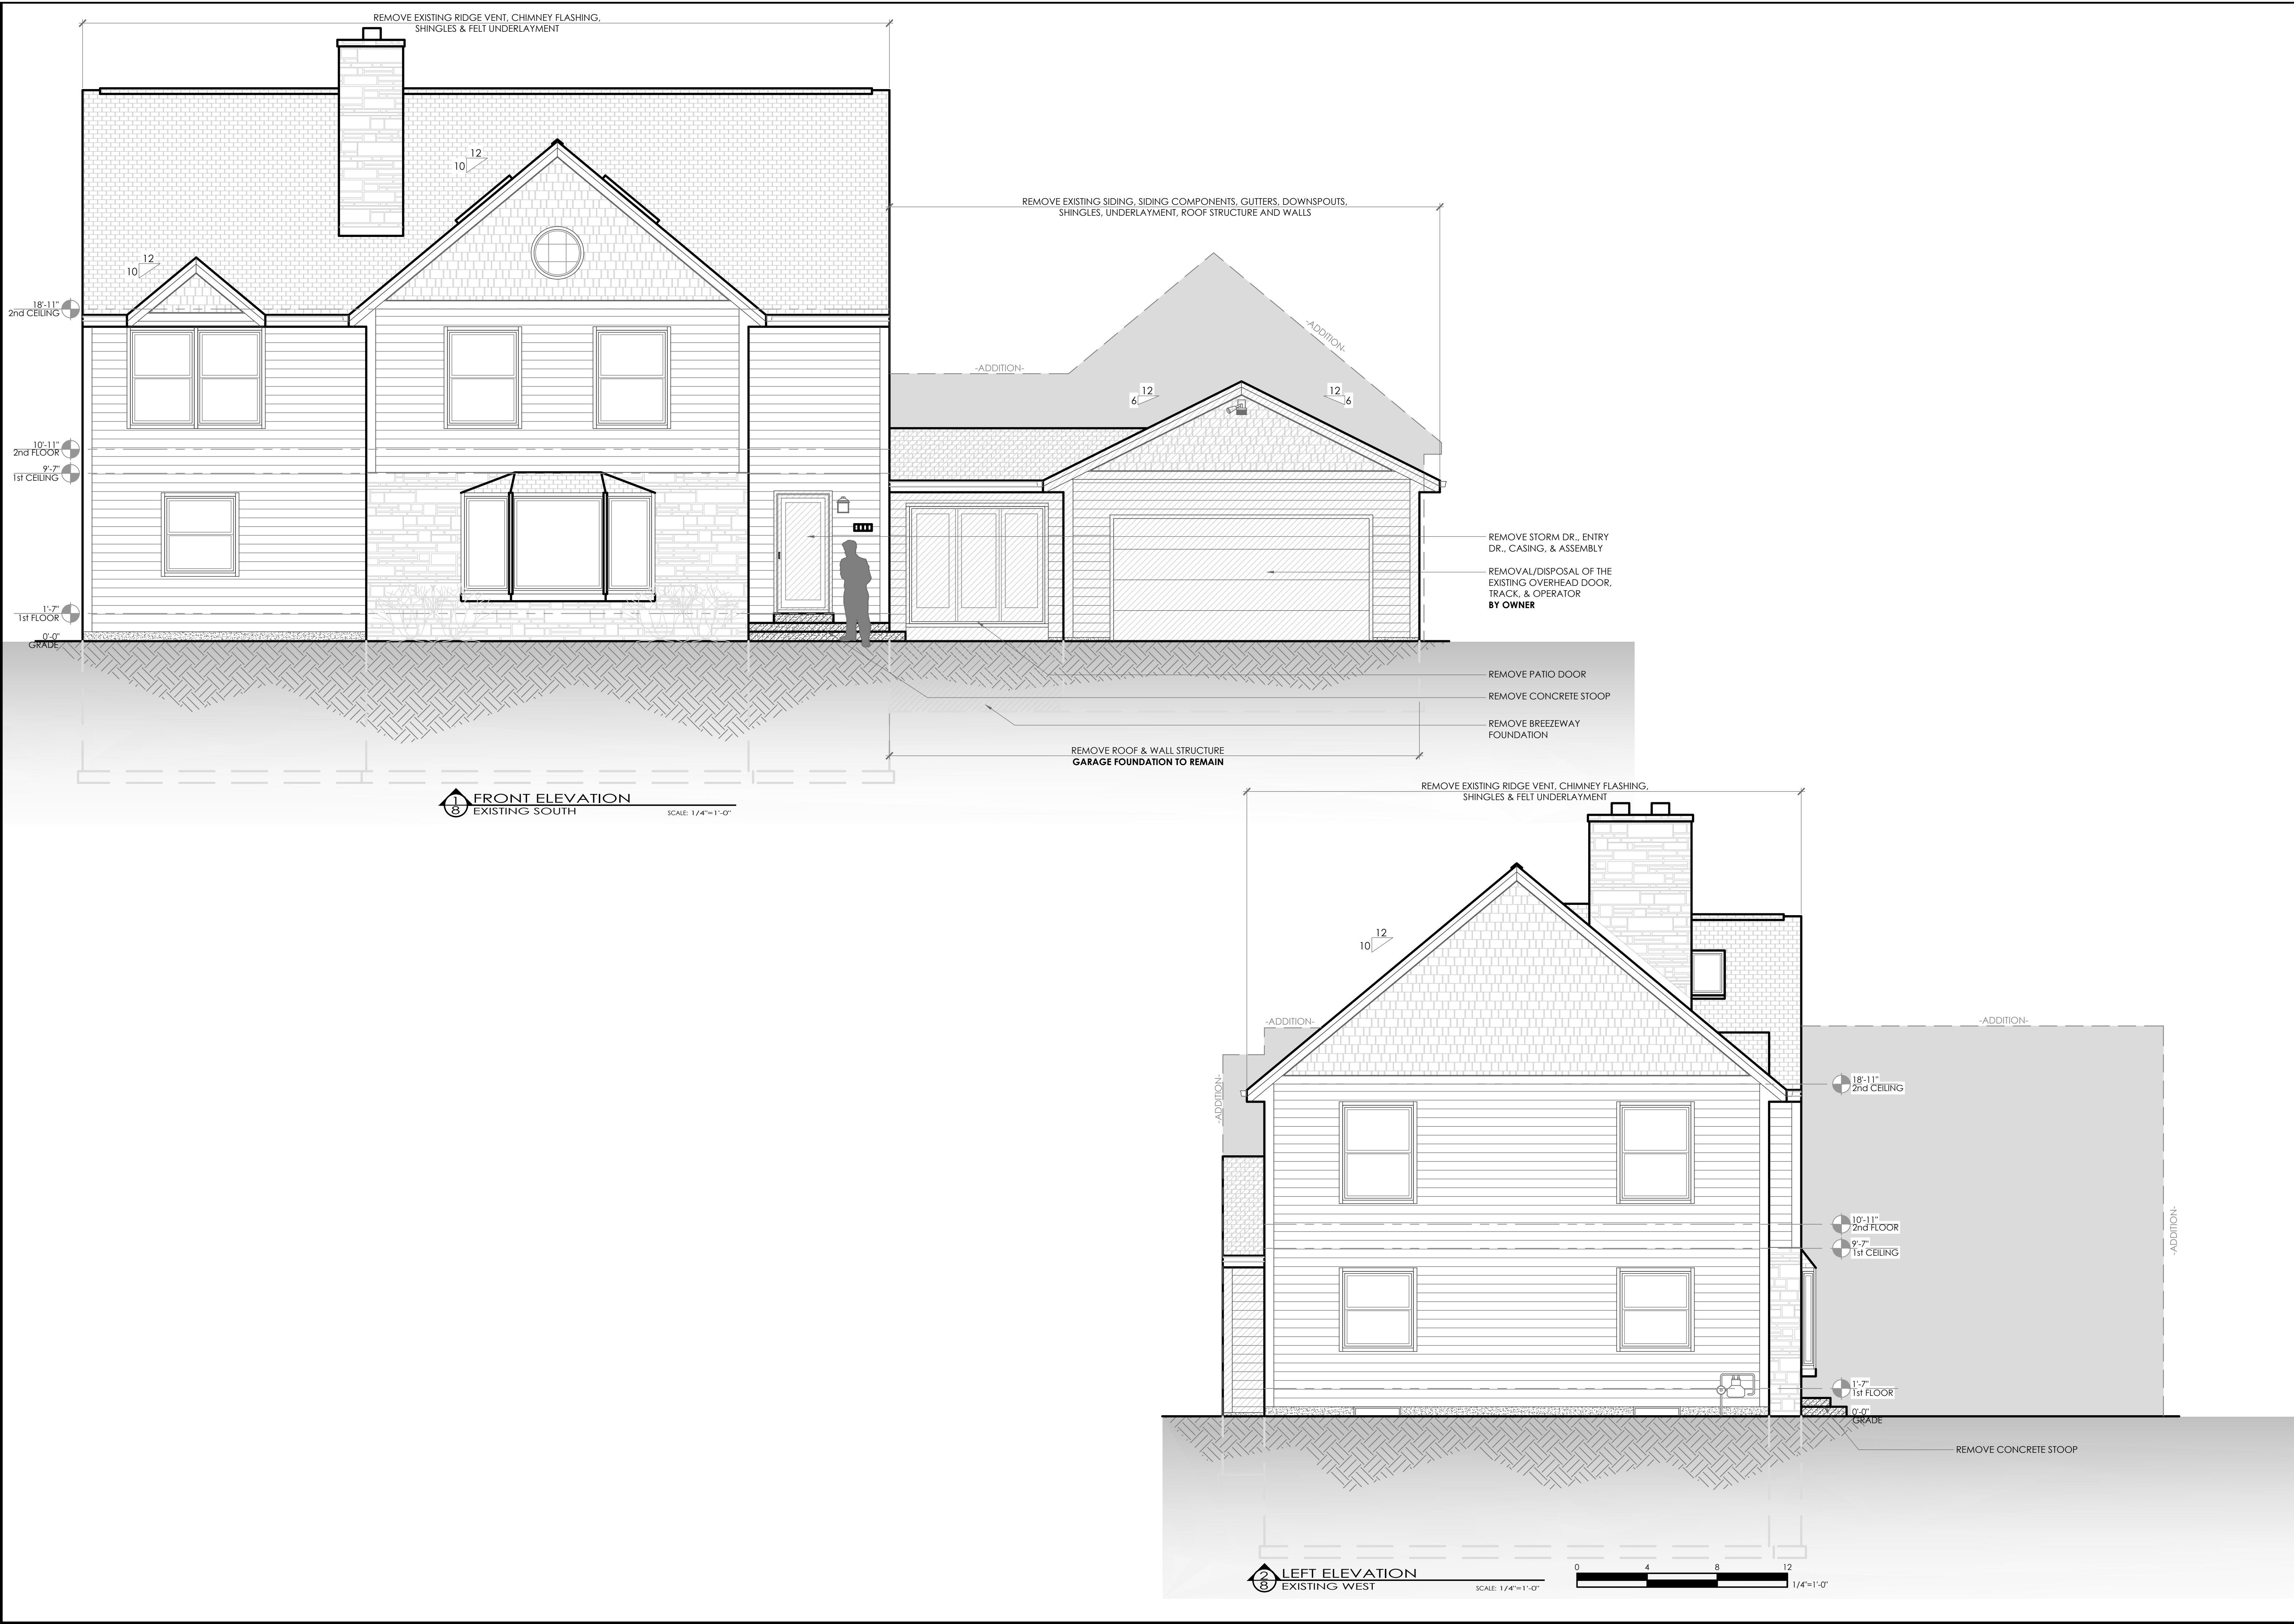 REMOVE EXISTING RIDGE VENT, CHIMNEY FLASHING,
SHINGLES & FELT UNDERLAYMENT
12
10
12
10
REMOVE EXISTING SIDING, SIDING COMPONENTS, GUTTERS, DOWNSPOUTS,
SHINGLES, UNDERLAYMENT, ROOF STRUCTURE AND WALLS
-ADDITION-
-ADDITION-
12
6
12
6
18'-11"
2nd CEILING
10'-11"
2nd FLOOR
9'-7"
1st CEILING
1'-7"
1st FLOOR
0'-0"
GRADE
REMOVE STORM DR., ENTRY
DR., CASING, & ASSEMBLY
REMOVAL/DISPOSAL OF THE
EXISTING OVERHEAD DOOR,
TRACK, & OPERATOR
BY OWNER
REMOVE PATIO DOOR
REMOVE CONCRETE STOOP
REMOVE BREEZEWAY
FOUNDATION
REMOVE ROOF & WALL STRUCTURE
GARAGE FOUNDATION TO REMAIN
1
8
FRONT ELEVATION
EXISTING SOUTH
SCALE: 1/4"=1'-0"
REMOVE EXISTING RIDGE VENT, CHIMNEY FLASHING,
SHINGLES & FELT UNDERLAYMENT
12
10
-ADDITION-
-ADDITION-
-ADDITION-
-ADDITION-
18'-11"
2nd CEILING
10'-11"
2nd FLOOR
9'-7"
1st CEILING
1'-7"
1st FLOOR
0'-0"
GRADE
REMOVE CONCRETE STOOP
2
8
LEFT ELEVATION
EXISTING WEST
SCALE: 1/4"=1'-0"
0 4 8 12
1/4"=1'-0"